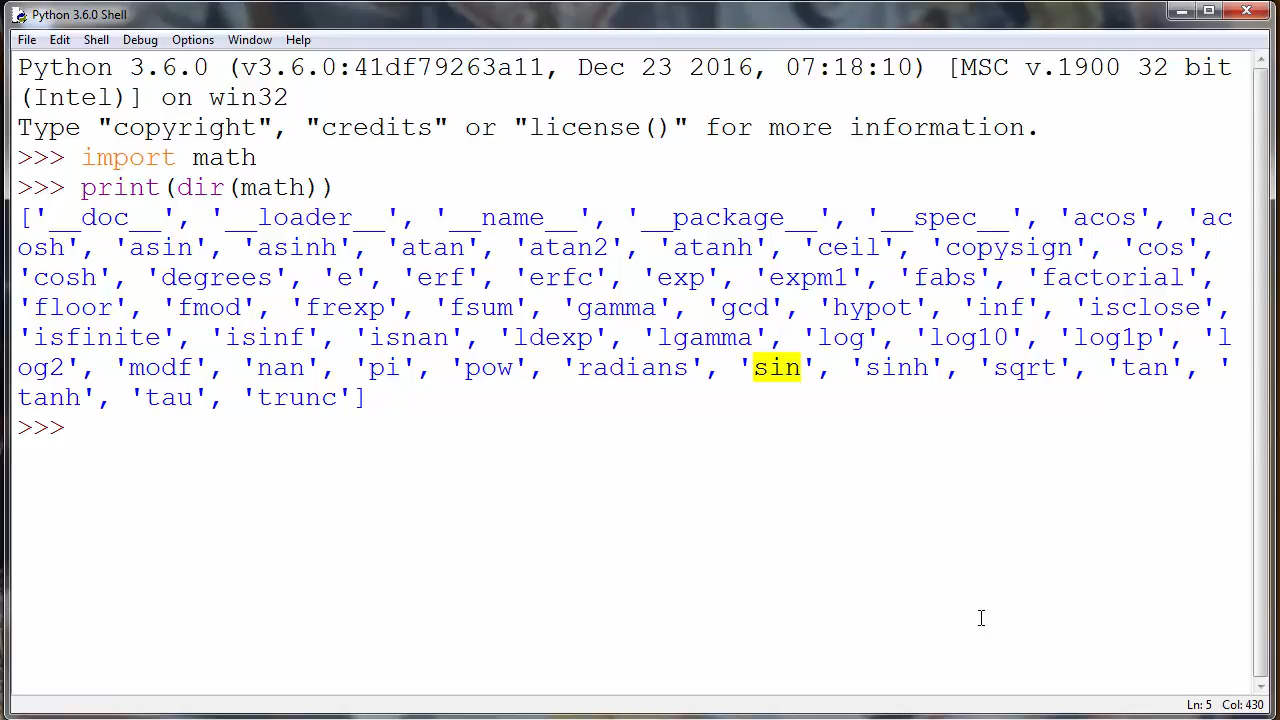 Python 3.6.0 Shell
File Edit Shell Debug Options Window Help
Python 3.6.0 (v3.6.0:41df79263a11, Dec 23 2016, 07:18:10) [MSC v.1900 32 bit
(Intel)] on win32
Type "copyright", "credits" or "license()" for more information.
>>> import math
>>> print(dir(math))
['__doc__', '__loader__', '__name__', '__package__', '__spec__', 'acos', 'ac
osh', 'asin', 'asinh', 'atan', 'atan2', 'atanh', 'ceil', 'copysign', 'cos',
'cosh', 'degrees', 'e', 'erf', 'erfc', 'exp', 'expm1', 'fabs', 'factorial',
'floor', 'fmod', 'frexp', 'fsum', 'gamma', 'gcd', 'hypot', 'inf', 'isclose',
'isfinite', 'isinf', 'isnan', 'ldexp', 'lgamma', 'log', 'log10', 'log1p', 'l
og2', 'modf', 'nan', 'pi', 'pow', 'radians', 'sin', 'sinh', 'sqrt', 'tan', '
tanh', 'tau', 'trunc']
>>>
Ln: 5 Col: 430